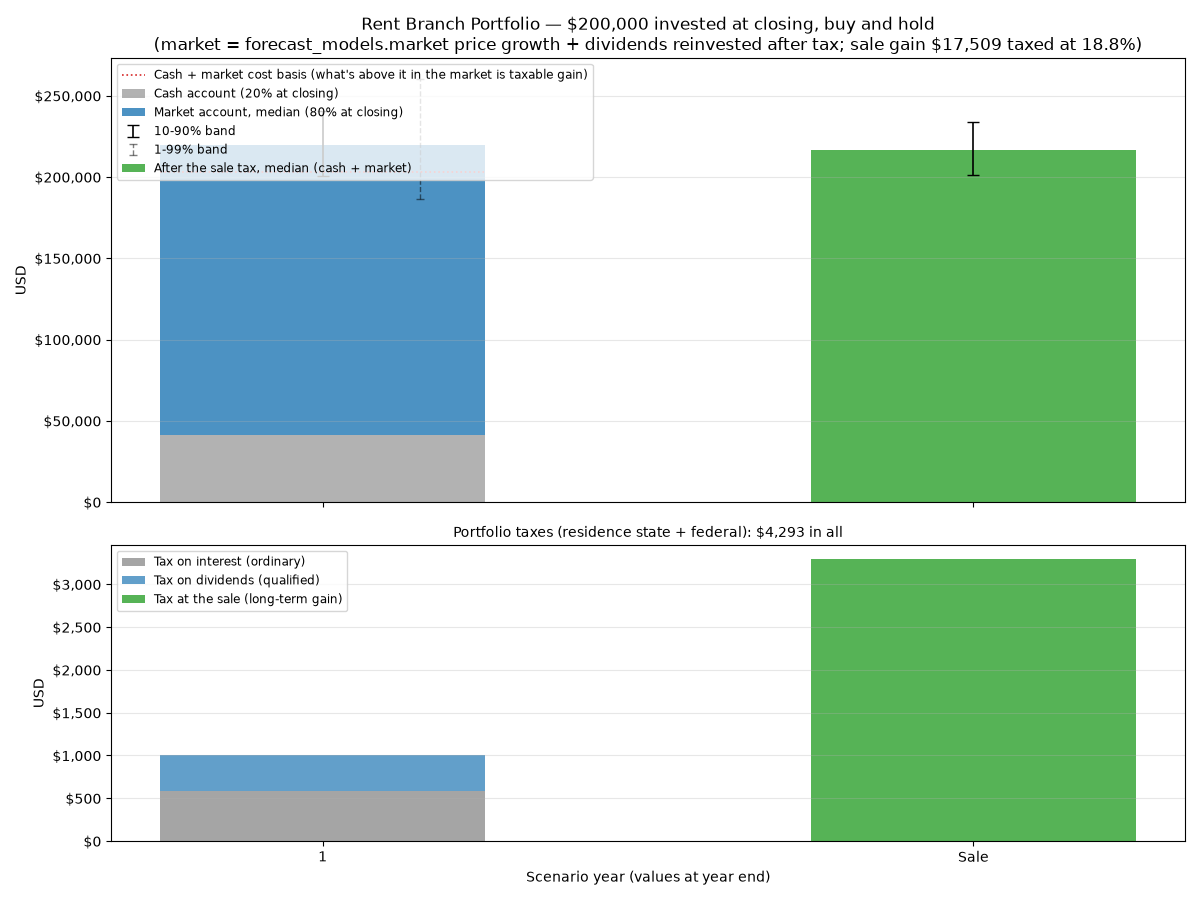 Rent Branch Portfolio — $200,000 invested at closing, buy and hold
(market = forecast_models.market price growth + dividends reinvested after tax; sale gain $17,509 taxed at 18.8%)
Cash + market cost basis (what's above it in the market is taxable gain)
Cash account (20% at closing)
Market account, median (80% at closing)
10-90% band
1-99% band
After the sale tax, median (cash + market)
$250,000
$200,000
$150,000
$100,000
$50,000
$0
USD
Portfolio taxes (residence state + federal): $4,293 in all
Tax on interest (ordinary)
Tax on dividends (qualified)
Tax at the sale (long-term gain)
$3,000
$2,500
$2,000
$1,500
$1,000
$500
$0
USD
1
Sale
Scenario year (values at year end)